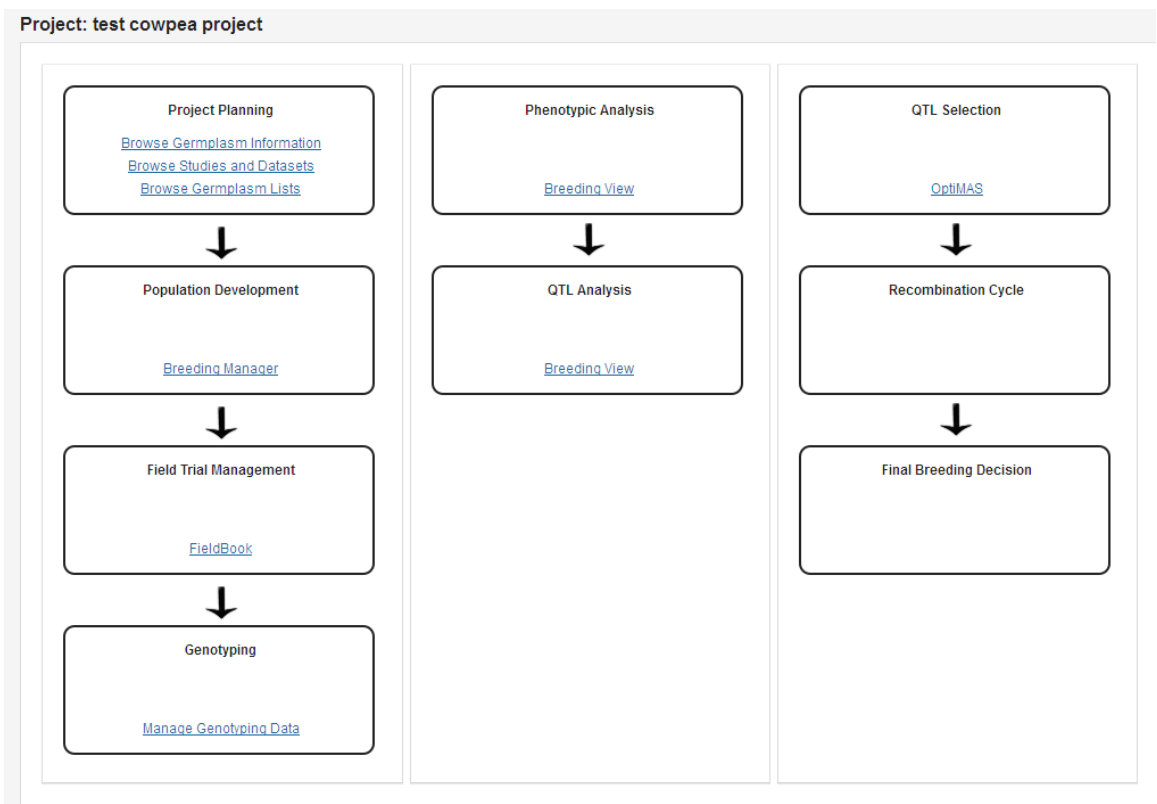 Project: test cowpea project
Project Planning
Browse Germplasm Information
Browse Studies and Datasets
Browse Germplasm Lists
Population Development
Breeding Manager
Field Trial Management
FieldBook
Genotyping
Manage Genotyping Data
Phenotypic Analysis
Breeding View
QTL Analysis
Breeding View
QTL Selection
OptiMAS
Recombination Cycle
Final Breeding Decision